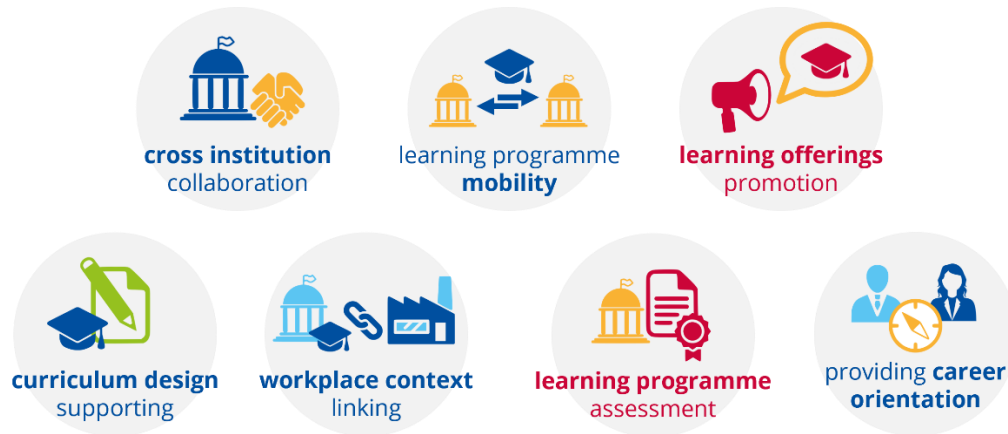 cross institution
collaboration
learning programme
mobility
learning offerings
promotion
curriculum design
supporting
workplace context
linking
learning programme
assessment
providing career
orientation